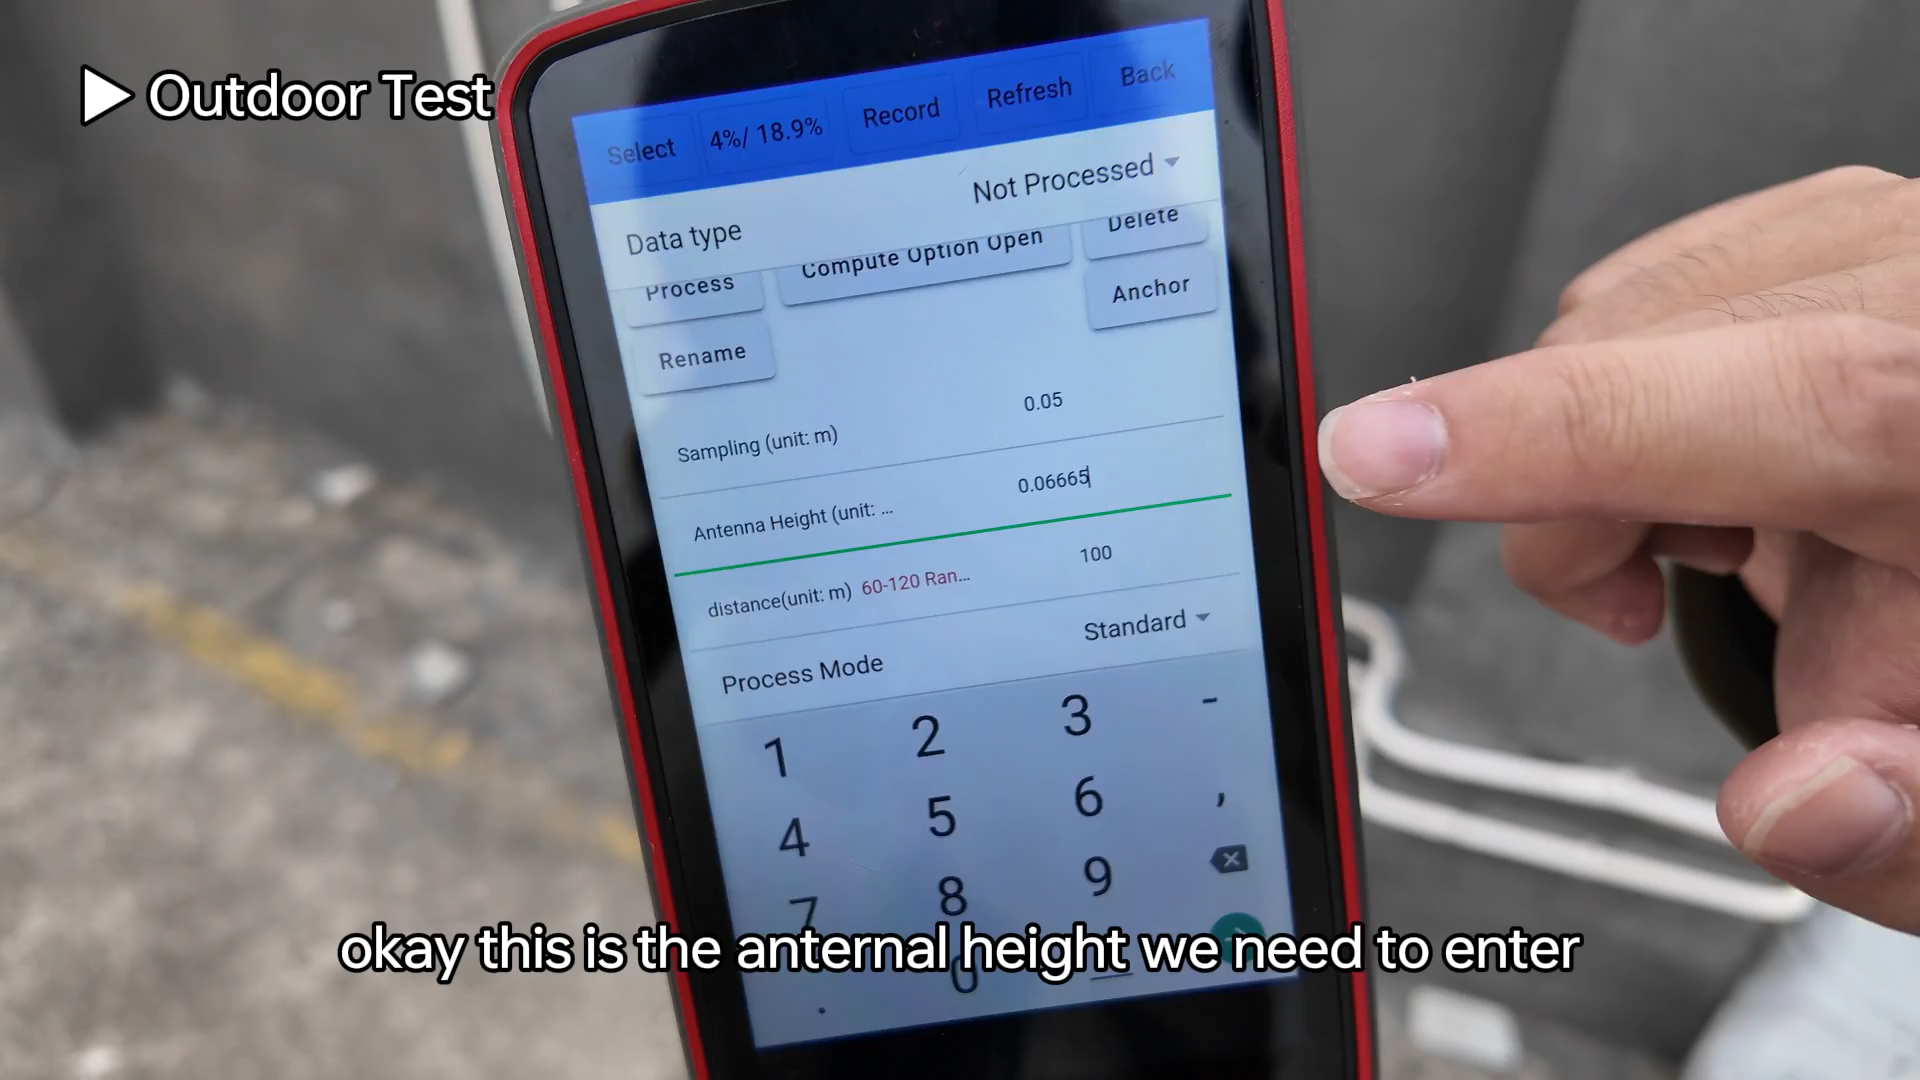 Outdoor Test
Select 4%/ 18.9% Record Refresh Back
Data type Not Processed
Process Compute Option Open Delete
Rename Anchor
Sampling (unit: m) 0.05
Antenna Height (unit: ... 0.06665
distance(unit: m) 60-120 Ran... 100
Process Mode Standard
1 2 3 -
4 5 6 ,
7 8 9
. 0
okay this is the anternal height we need to enter